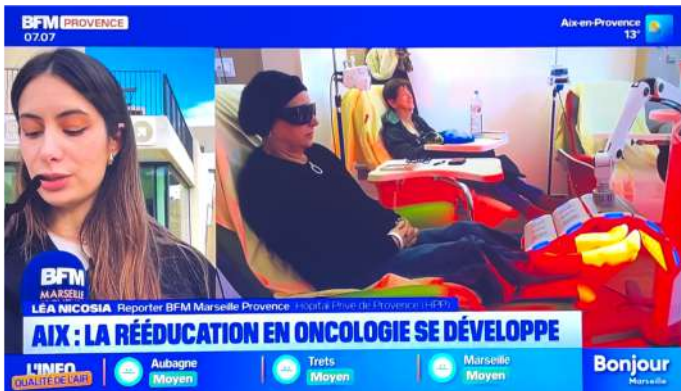 BFM PROVENCE
07.07
Aix-en-Provence
13°
BFM
MARSEILLE
LÉA NICOSIA Reporter BFM Marseille Provence Hôpital Privé de Provence (HPP)
AIX : LA RÉÉDUCATION EN ONCOLOGIE SE DÉVELOPPE
L'INFO
QUALITÉ DE L'AIR
Aubagne
Moyen
Trets
Moyen
Marseille
Moyen
Bonjour
Marseille